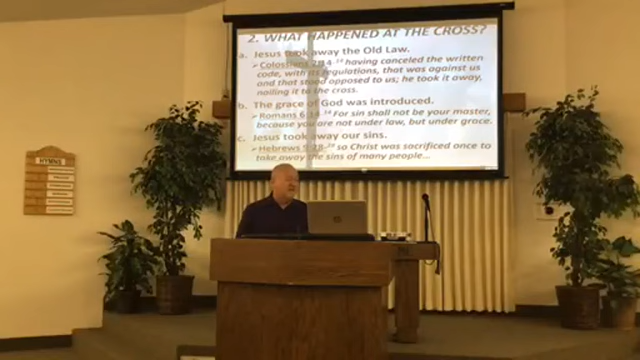 2. WHAT HAPPENED AT THE CROSS?
a. Jesus took away the Old Law.
➢ Colossians 2:14 ¹⁴ having canceled the written
code, with its regulations, that was against us
and that stood opposed to us; he took it away,
nailing it to the cross.
b. The grace of God was introduced.
➢ Romans 6:14 ¹⁴ For sin shall not be your master,
because you are not under law, but under grace.
c. Jesus took away our sins.
➢ Hebrews 9:28 ²⁸ so Christ was sacrificed once to
take away the sins of many people...
HYMNS